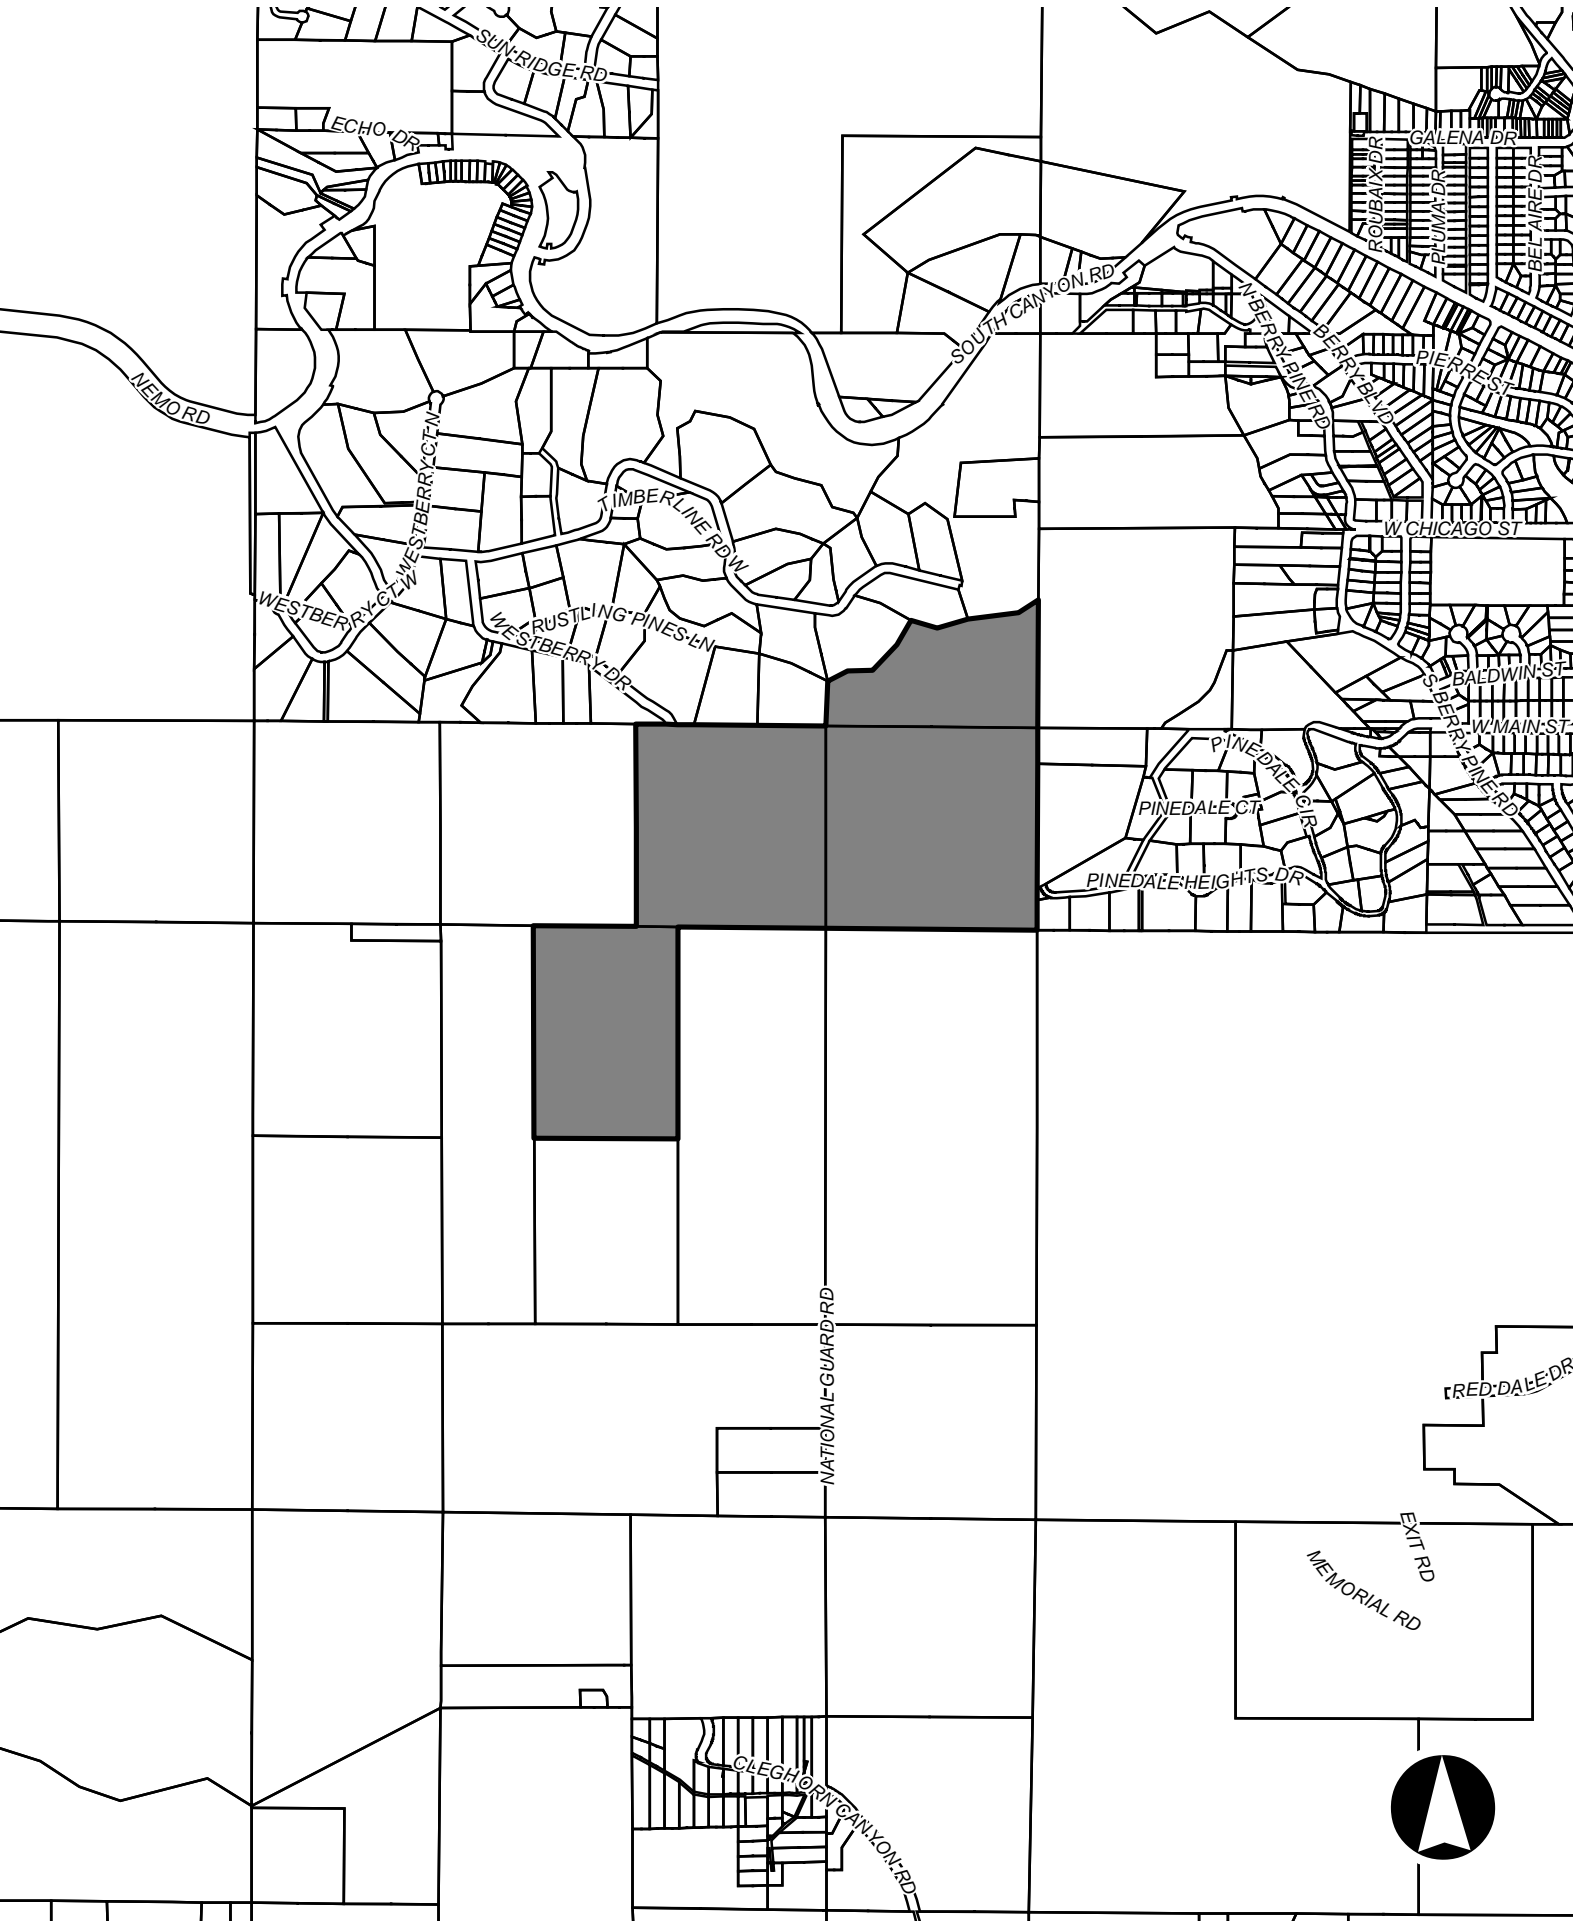 SUN RIDGE RD
ECHO DR
GALENA DR
ROUBAIX DR
PLUMA DR
BEL AIRE DR
SOUTH CANYON RD
N BERRY PINE RD
BERRY BLVD
PIERRE ST
NEMO RD
WESTBERRY CT N
TIMBERLINE RD W
W CHICAGO ST
WESTBERRY CT W
RUSTLING PINES LN
WESTBERRY DR
BALDWIN ST
S BERRY PINE RD
W MAIN ST
PINEDALE CIR
PINEDALE CT
PINEDALE HEIGHTS DR
NATIONAL GUARD RD
RED DALE DR
EXIT RD
MEMORIAL RD
CLEGHORN CANYON RD